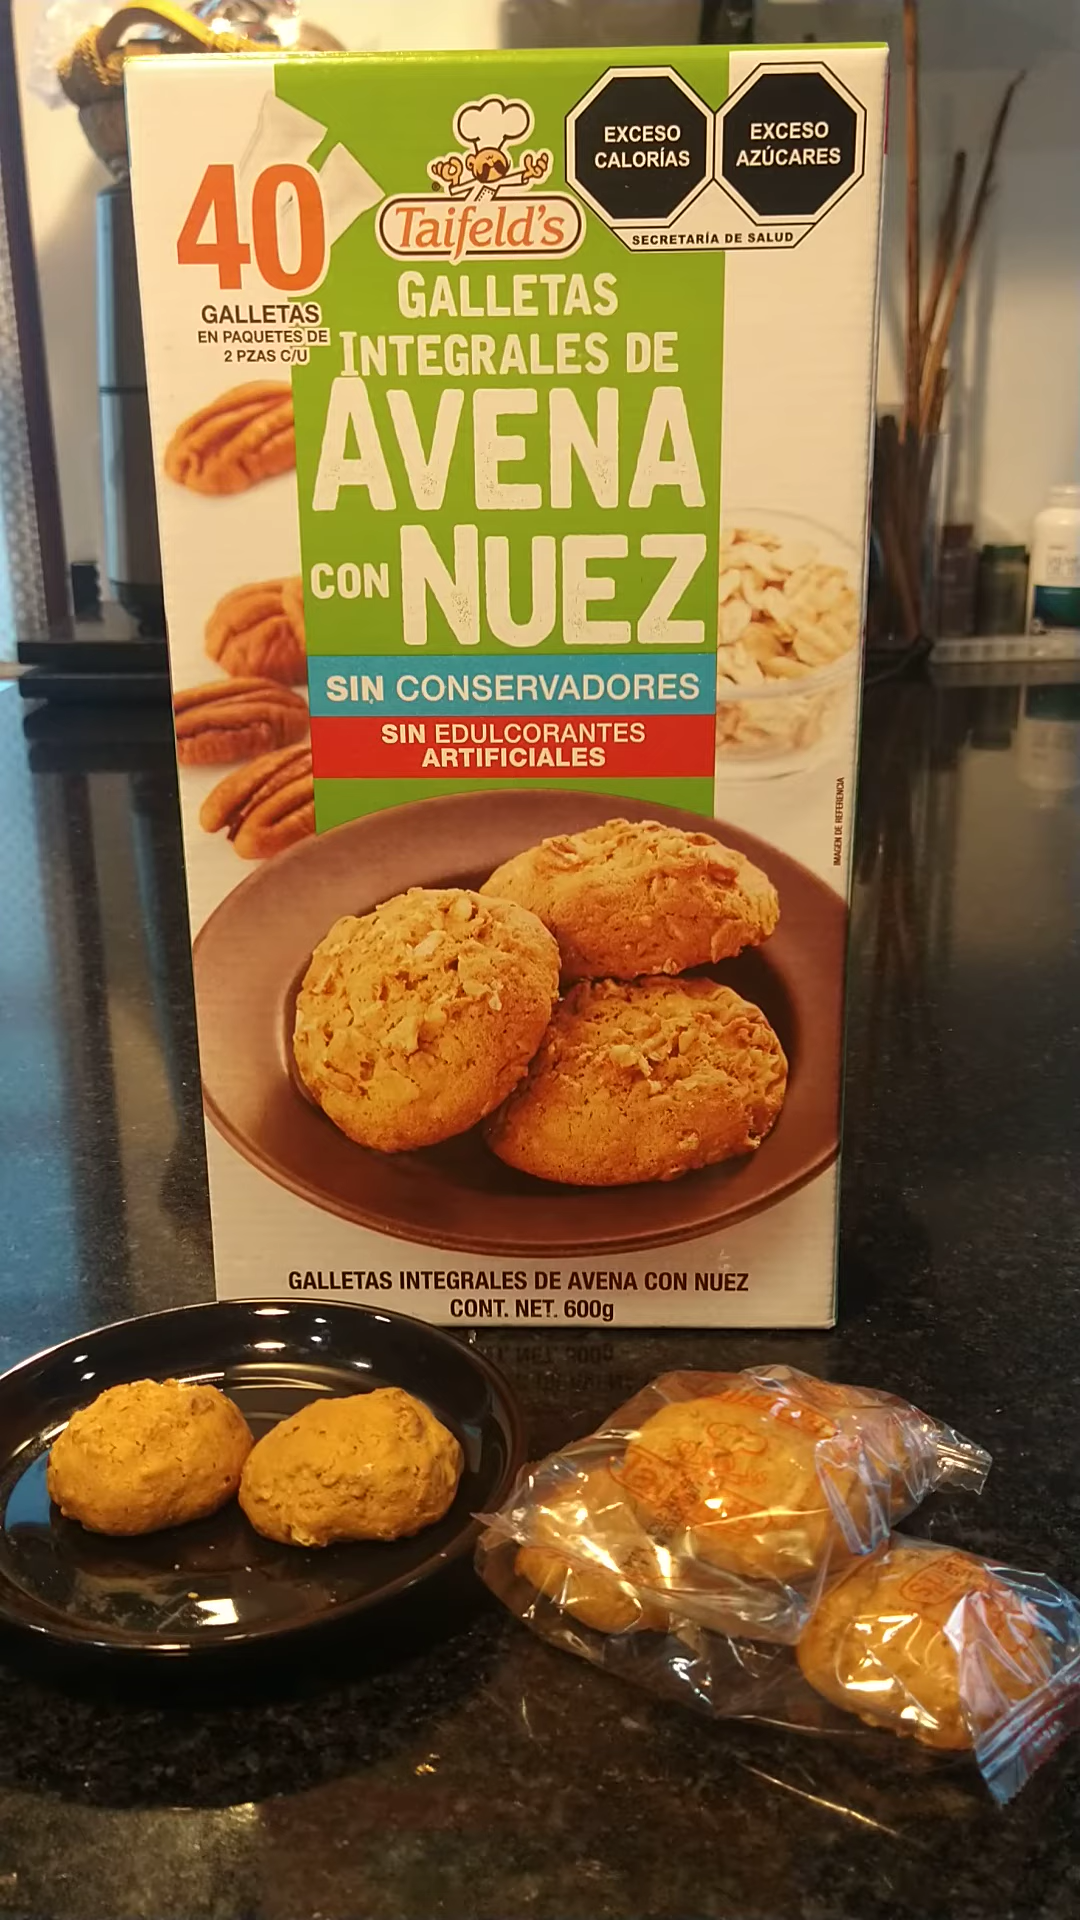 40
GALLETAS
EN PAQUETES DE
2 PZAS C/U
Taifeld's
EXCESO
CALORÍAS
EXCESO
AZÚCARES
SECRETARÍA DE SALUD
GALLETAS
INTEGRALES DE
AVENA
CON NUEZ
SIN CONSERVADORES
SIN EDULCORANTES
ARTIFICIALES
IMAGEN DE REFERENCIA
GALLETAS INTEGRALES DE AVENA CON NUEZ
CONT. NET. 600g